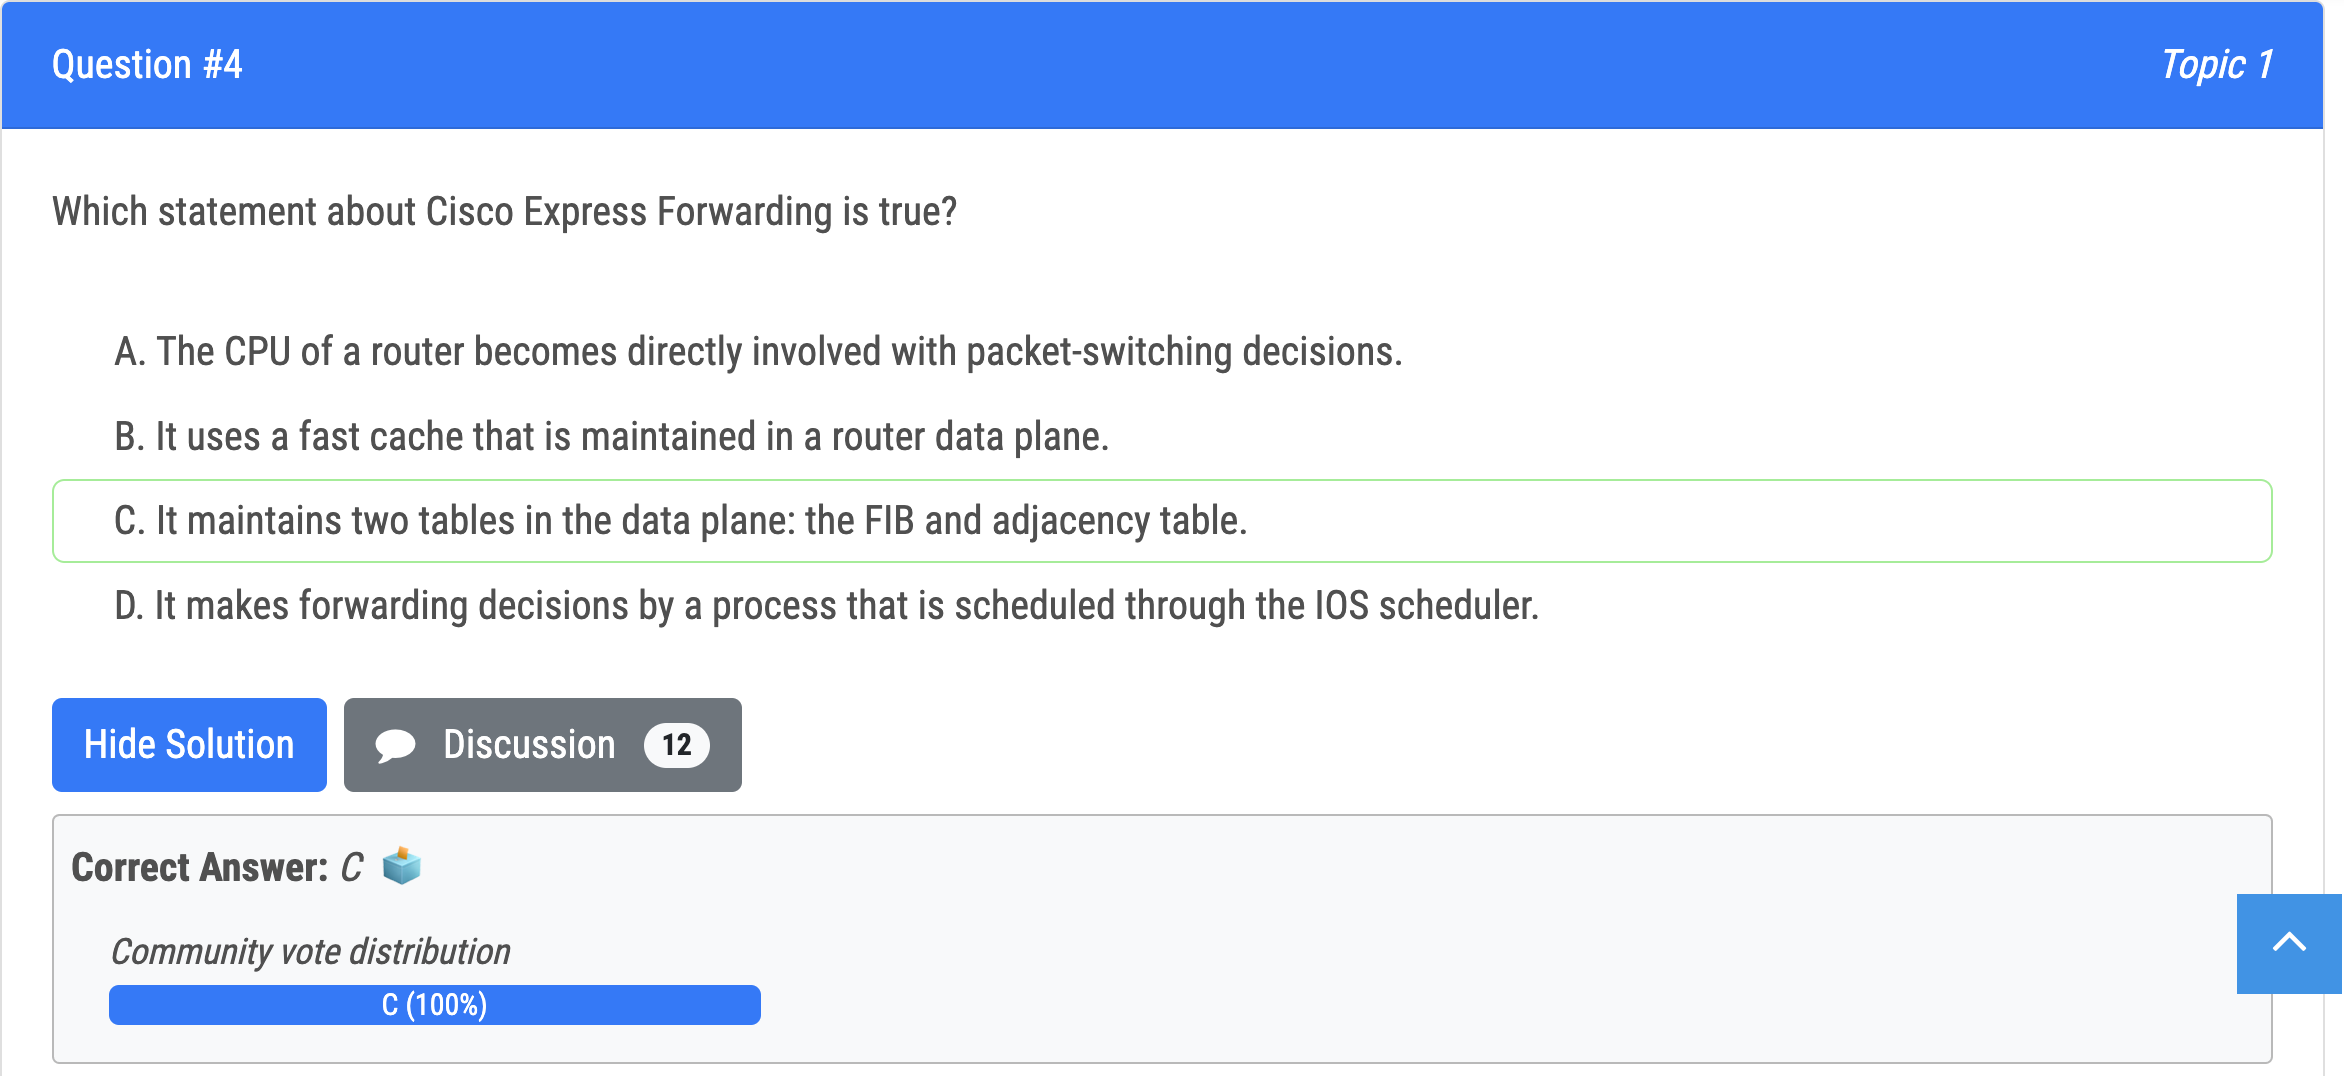 Question #4
Topic 1
Which statement about Cisco Express Forwarding is true?
A. The CPU of a router becomes directly involved with packet-switching decisions.
B. It uses a fast cache that is maintained in a router data plane.
C. It maintains two tables in the data plane: the FIB and adjacency table.
D. It makes forwarding decisions by a process that is scheduled through the IOS scheduler.
Hide Solution
Discussion 12
Correct Answer: C
Community vote distribution
C (100%)